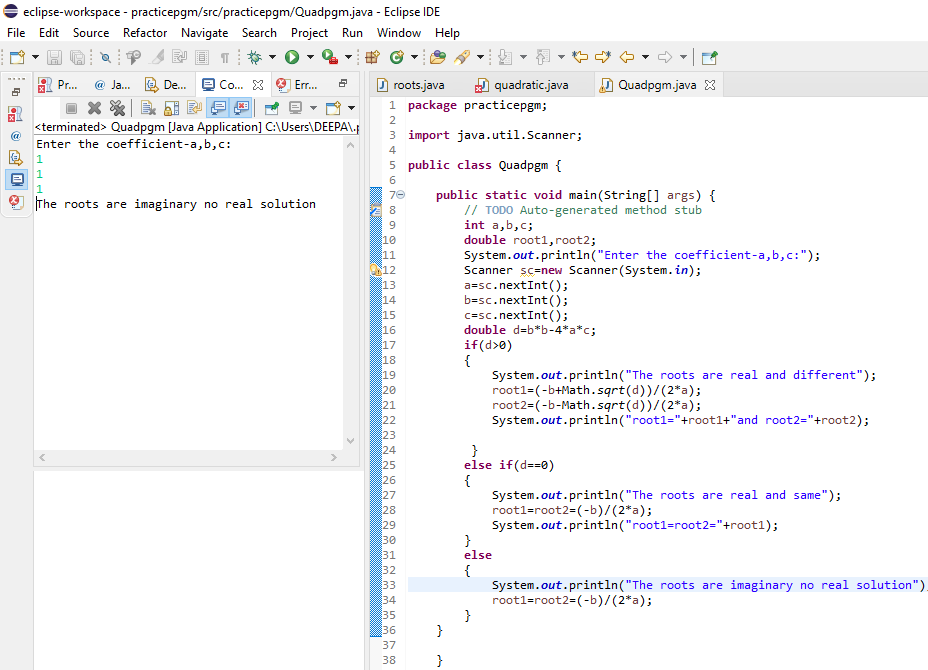 eclipse-workspace - practicepgm/src/practicepgm/Quadpgm.java - Eclipse IDE
File Edit Source Refactor Navigate Search Project Run Window Help
Pr... Ja... De... Co... Err...
<terminated> Quadpgm [Java Application] C:\Users\DEEPA\.p
Enter the coefficient-a,b,c:
1
1
1
The roots are imaginary no real solution
roots.java quadratic.java Quadpgm.java
1 package practicepgm;
2
3 import java.util.Scanner;
4
5 public class Quadpgm {
6
7 public static void main(String[] args) {
8 // TODO Auto-generated method stub
9 int a,b,c;
10 double root1,root2;
11 System.out.println("Enter the coefficient-a,b,c:");
12 Scanner sc=new Scanner(System.in);
13 a=sc.nextInt();
14 b=sc.nextInt();
15 c=sc.nextInt();
16 double d=b*b-4*a*c;
17 if(d>0)
18 {
19 System.out.println("The roots are real and different");
20 root1=(-b+Math.sqrt(d))/(2*a);
21 root2=(-b-Math.sqrt(d))/(2*a);
22 System.out.println("root1="+root1+"and root2="+root2);
23
24 }
25 else if(d==0)
26 {
27 System.out.println("The roots are real and same");
28 root1=root2=(-b)/(2*a);
29 System.out.println("root1=root2="+root1);
30 }
31 else
32 {
33 System.out.println("The roots are imaginary no real solution")
34 root1=root2=(-b)/(2*a);
35 }
36 }
37
38 }